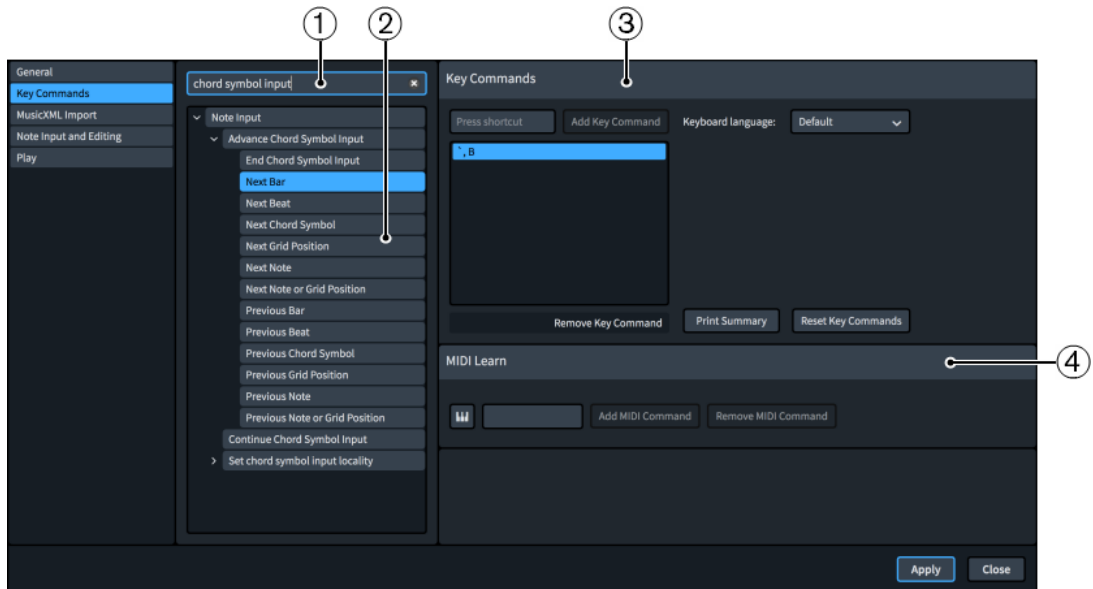 1
2
3
4
General
Key Commands
MusicXML Import
Note Input and Editing
Play
chord symbol input
Note Input
Advance Chord Symbol Input
End Chord Symbol Input
Next Bar
Next Beat
Next Chord Symbol
Next Grid Position
Next Note
Next Note or Grid Position
Previous Bar
Previous Beat
Previous Chord Symbol
Previous Grid Position
Previous Note
Previous Note or Grid Position
Continue Chord Symbol Input
Set chord symbol input locality
Key Commands
Press shortcut Add Key Command Keyboard language: Default
`, B
Remove Key Command Print Summary Reset Key Commands
MIDI Learn
Add MIDI Command Remove MIDI Command
Apply Close